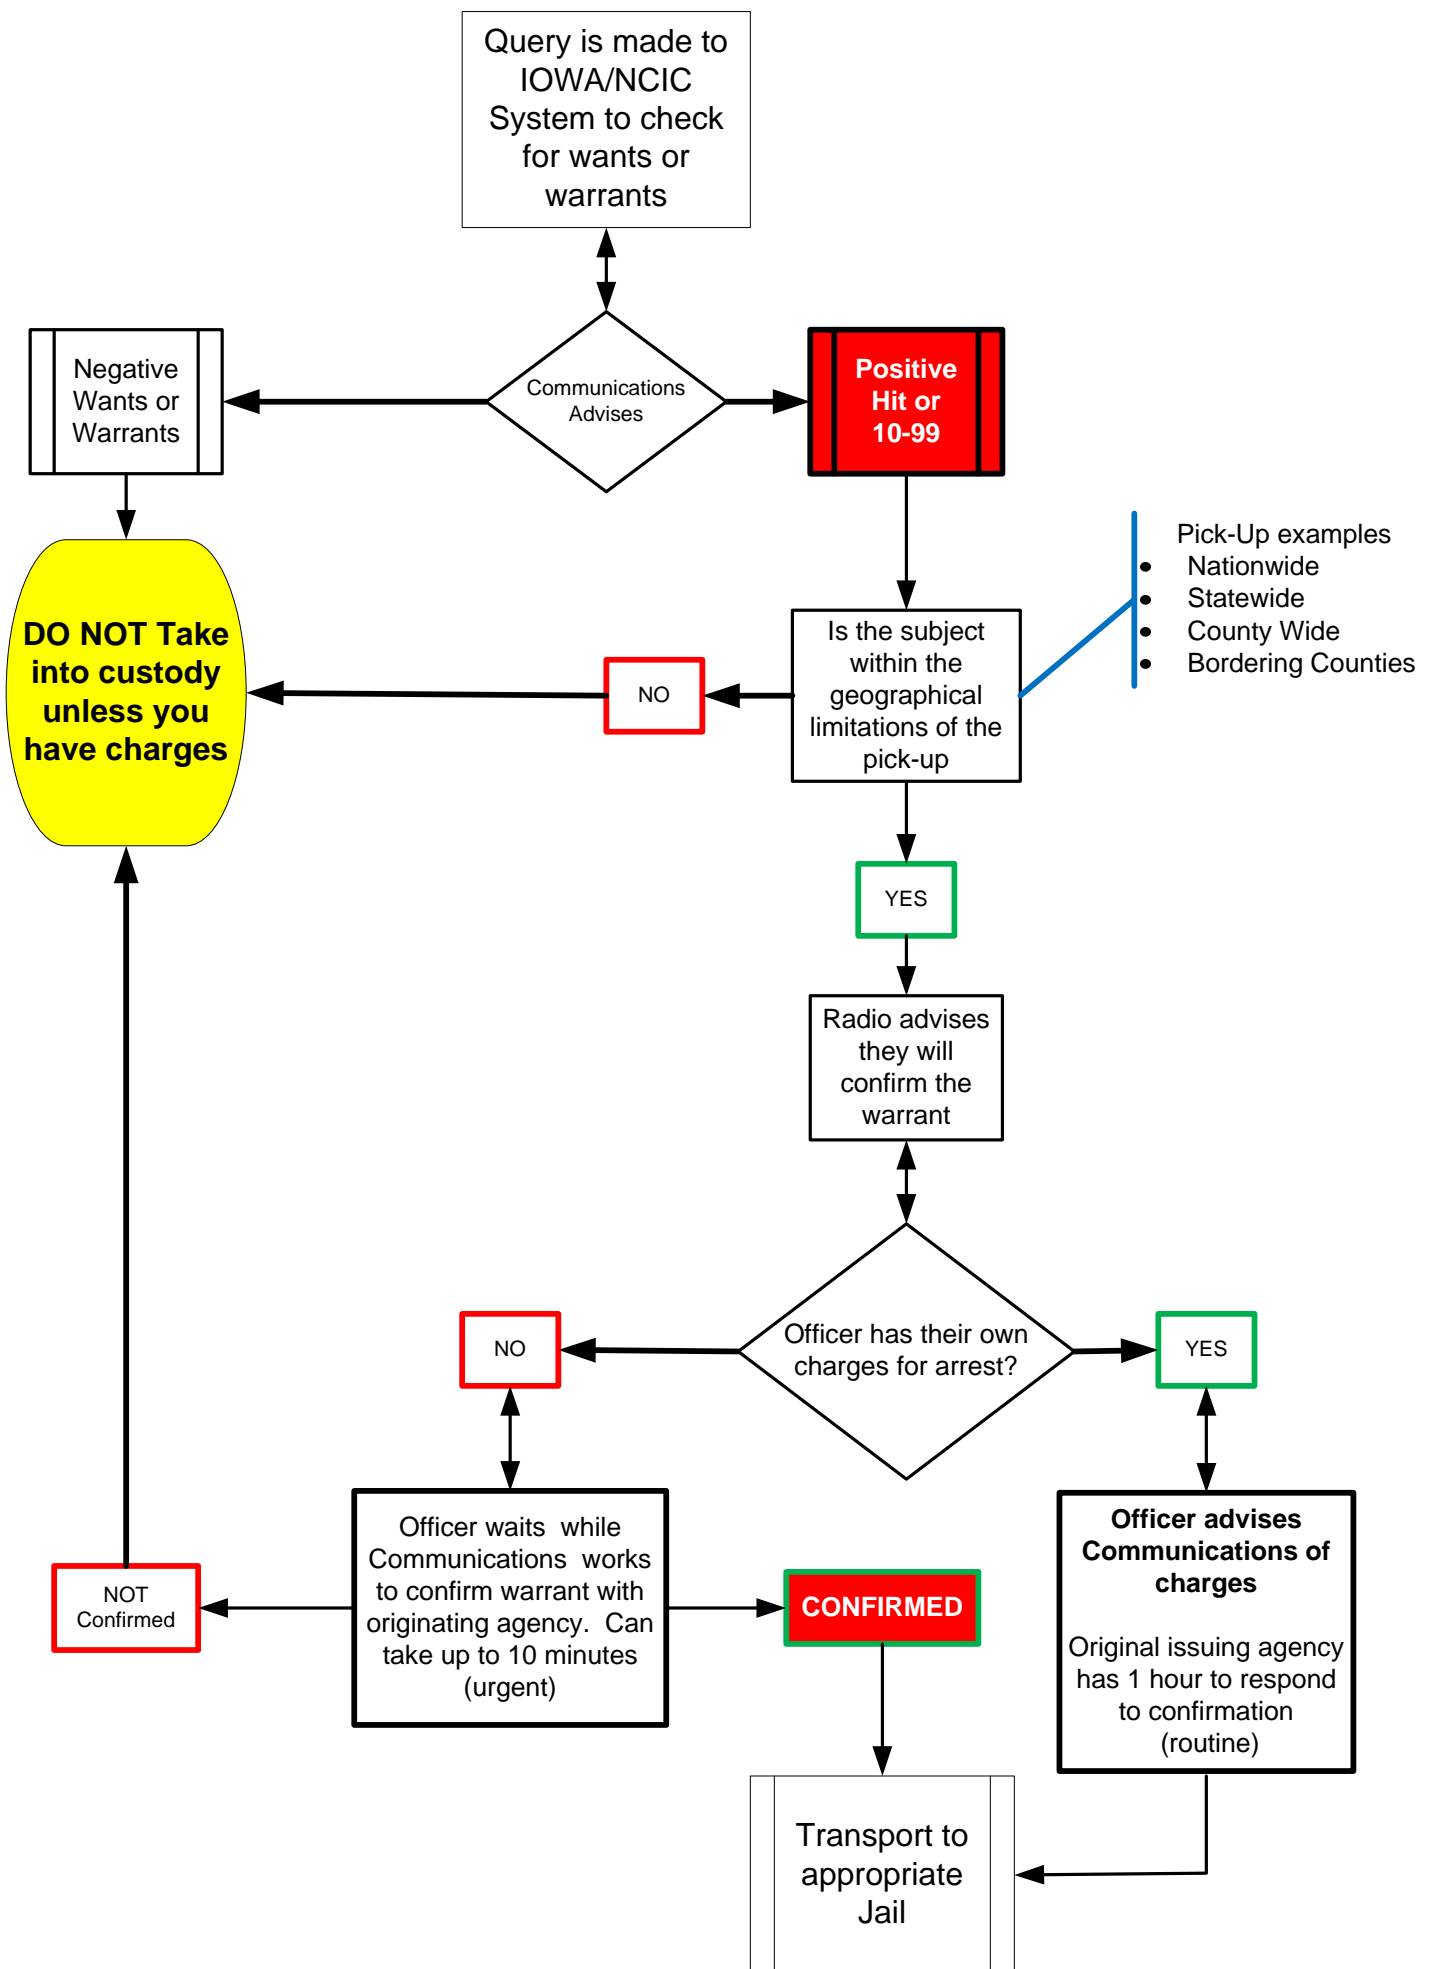 Query is made to
IOWA/NCIC
System to check
for wants or
warrants
Negative
Wants or
Warrants
Communications
Advises
Positive
Hit or
10-99
Pick-Up examples
• Nationwide
• Statewide
• County Wide
• Bordering Counties
DO NOT Take
into custody
unless you
have charges
NO
Is the subject
within the
geographical
limitations of the
pick-up
YES
Radio advises
they will
confirm the
warrant
NO
Officer has their own
charges for arrest?
YES
NOT
Confirmed
Officer waits while
Communications works
to confirm warrant with
originating agency. Can
take up to 10 minutes
(urgent)
CONFIRMED
Officer advises
Communications of
charges
Original issuing agency
has 1 hour to respond
to confirmation
(routine)
Transport to
appropriate
Jail